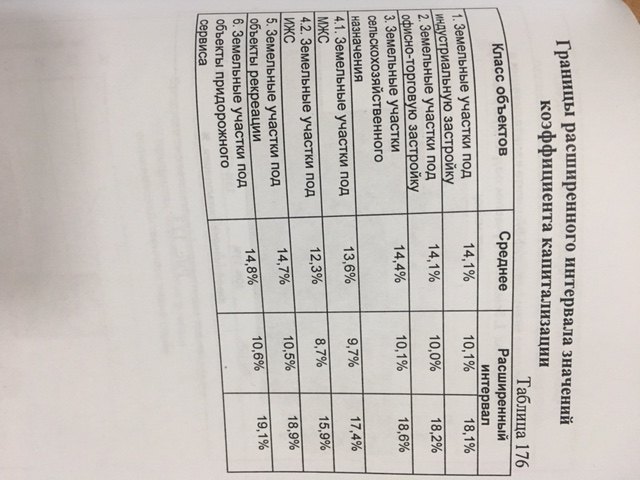 Границы расширенного интервала значений
коэффициента капитализации
Таблица 176
Класс объектов Среднее Расширенный
интервал
1. Земельные участки под
индустриальную застройку 14,1% 10,1% 18,1%
2. Земельные участки под
офисно-торговую застройку 14,1% 10,0% 18,2%
3. Земельные участки
сельскохозяйственного
назначения 14,4% 10,1% 18,6%
4.1. Земельные участки под
МЖС 13,6% 9,7% 17,4%
4.2. Земельные участки под
ИЖС 12,3% 8,7% 15,9%
5. Земельные участки под
объекты рекреации 14,7% 10,5% 18,9%
6. Земельные участки под
объекты придорожного
сервиса 14,8% 10,6% 19,1%